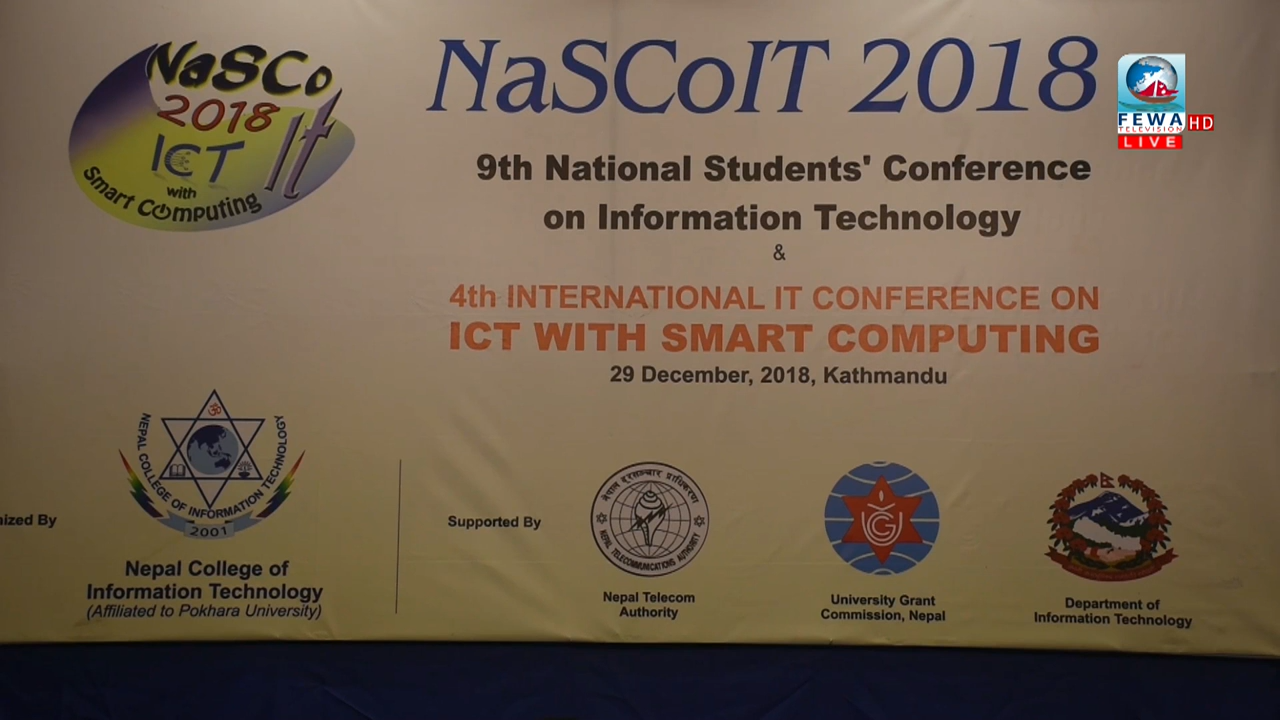 NaSCo
2018
It
ICT
with
Smart Computing
NaSCoIT 2018
9th National Students' Conference
on Information Technology
&
4th INTERNATIONAL IT CONFERENCE ON
ICT WITH SMART COMPUTING
29 December, 2018, Kathmandu
FEWA
TELEVISION
HD
LIVE
nized By
NEPAL COLLEGE OF INFORMATION TECHNOLOGY
2001
Nepal College of
Information Technology
(Affiliated to Pokhara University)
Supported By
नेपाल दूरसञ्चार प्राधिकरण
NEPAL TELECOMMUNICATIONS AUTHORITY
Nepal Telecom
Authority
UG
University Grant
Commission, Nepal
Department of
Information Technology